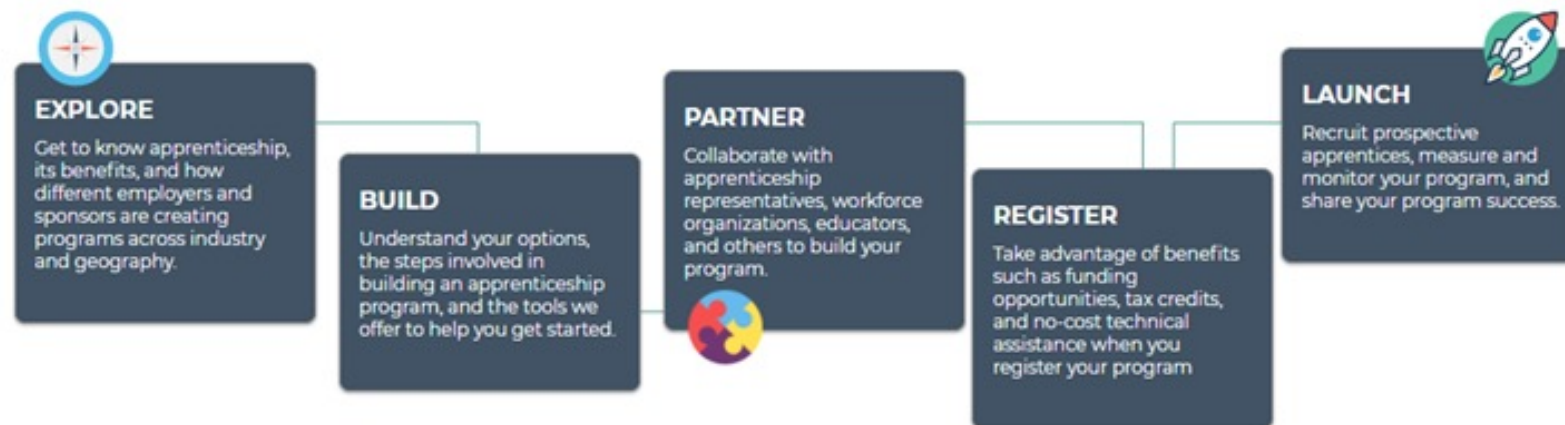 EXPLORE
Get to know apprenticeship,
its benefits, and how
different employers and
sponsors are creating
programs across industry
and geography.
BUILD
Understand your options,
the steps involved in
building an apprenticeship
program, and the tools we
offer to help you get started.
PARTNER
Collaborate with
apprenticeship
representatives, workforce
organizations, educators,
and others to build your
program.
REGISTER
Take advantage of benefits
such as funding
opportunities, tax credits,
and no-cost technical
assistance when you
register your program
LAUNCH
Recruit prospective
apprentices, measure and
monitor your program, and
share your program success.